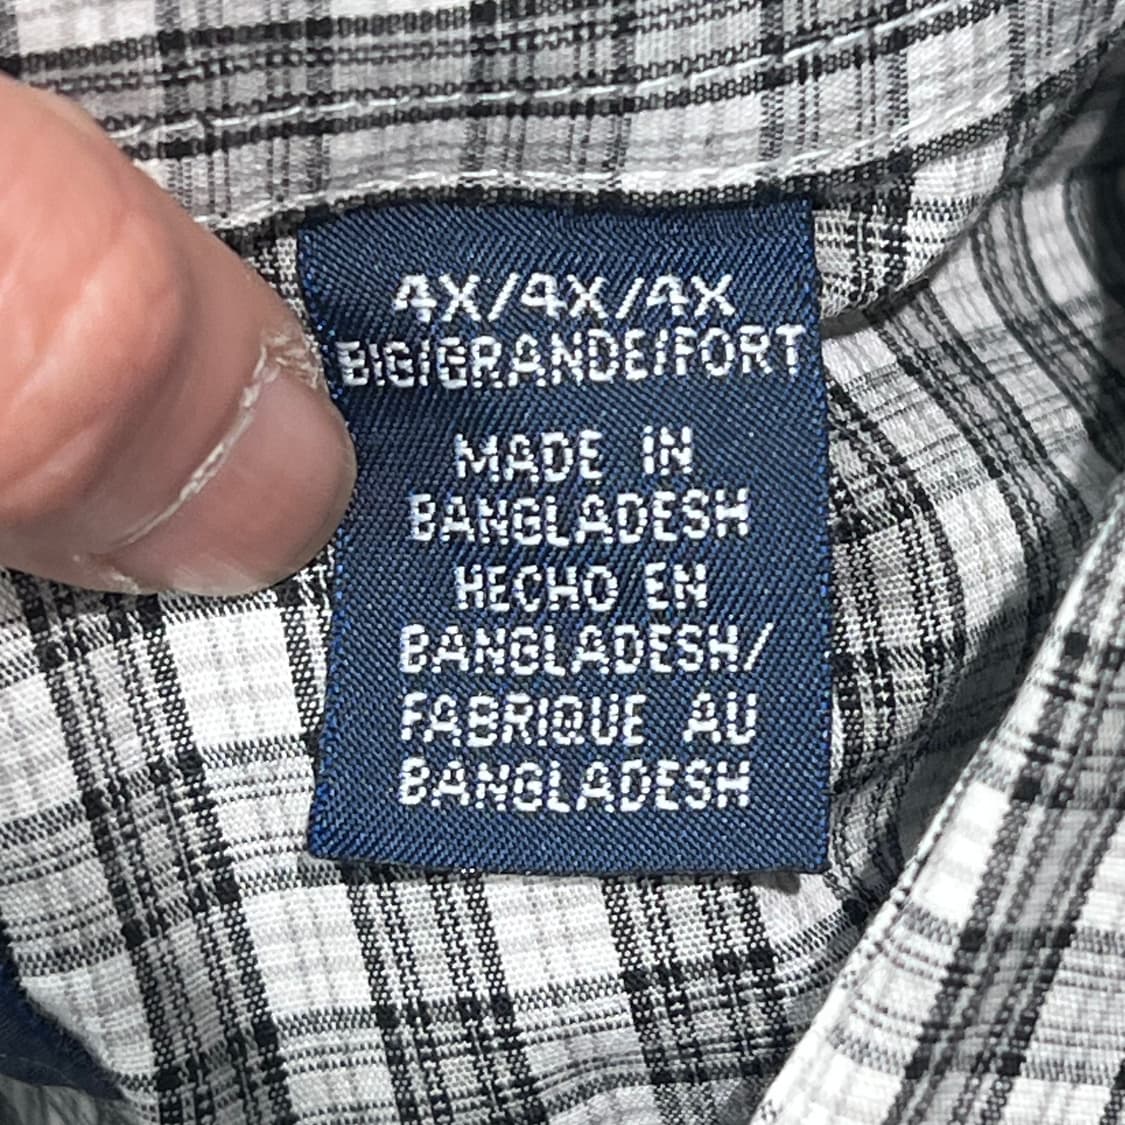 4X/4X/4X
BIG/GRANDE/FORT
MADE IN
BANGLADESH
HECHO EN
BANGLADESH/
FABRIQUE AU
BANGLADESH